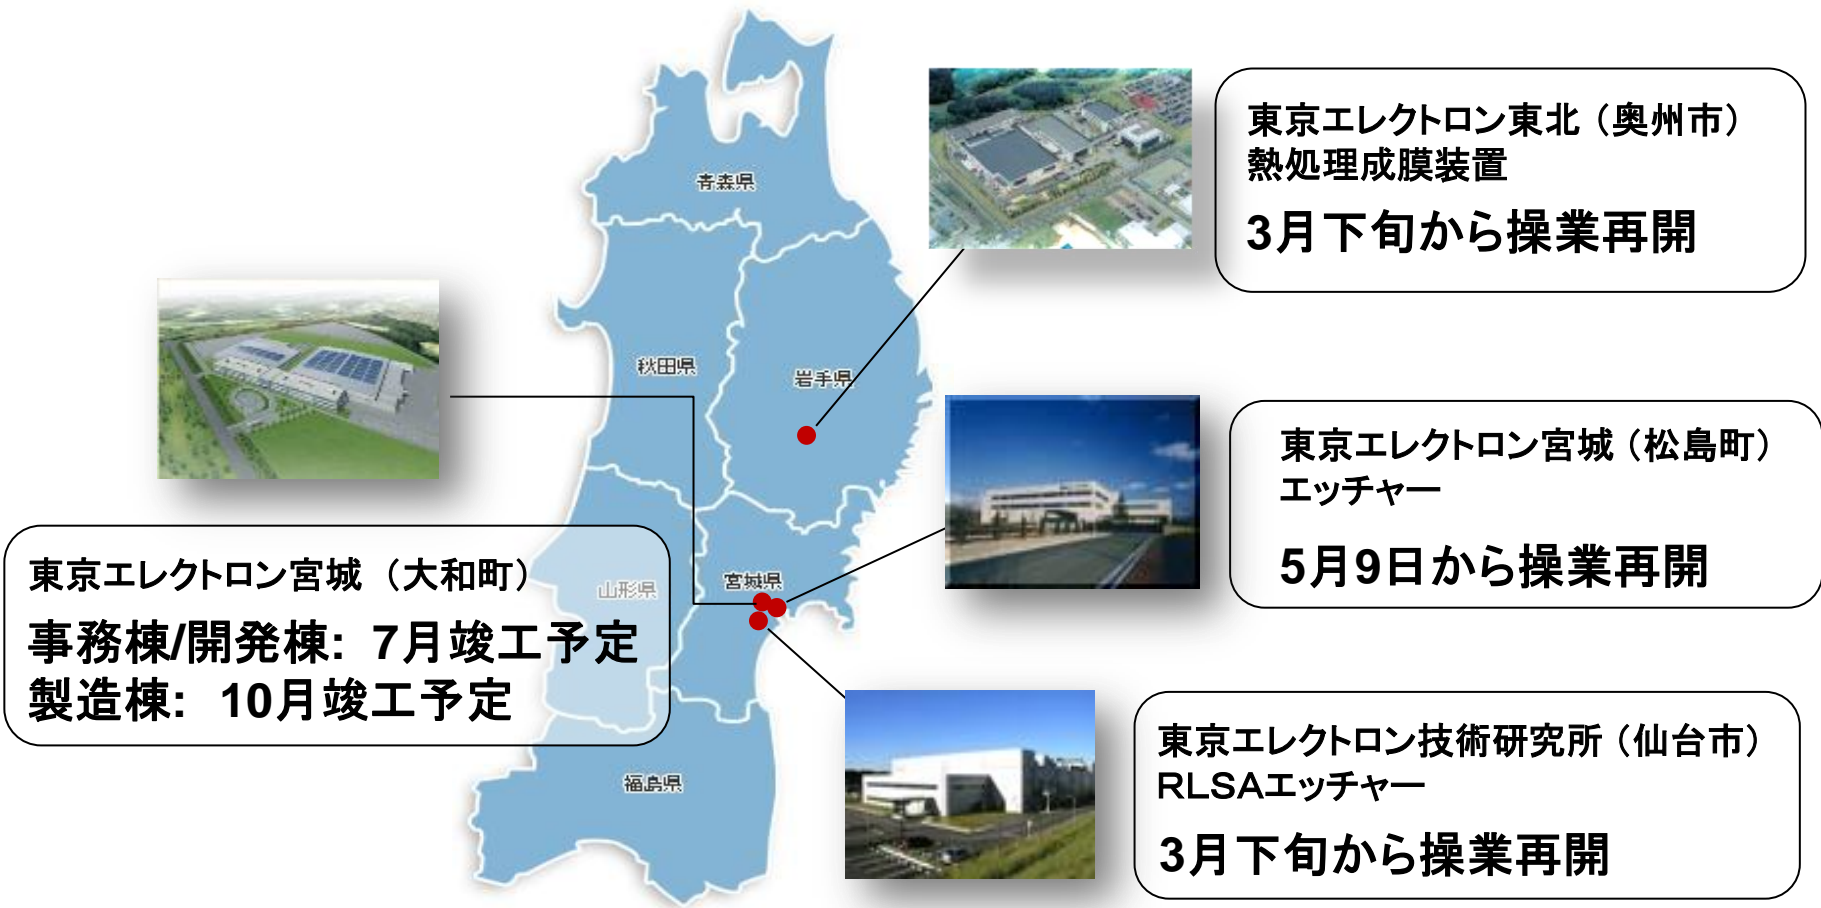 東京エレクトロン東北（奥州市）
熱処理成膜装置
3月下旬から操業再開
青森県
秋田県
岩手県
東京エレクトロン宮城（松島町）
エッチャー
5月9日から操業再開
東京エレクトロン宮城 （大和町）
事務棟/開発棟: 7月竣工予定
製造棟: 10月竣工予定
山形県
宮城県
福島県
東京エレクトロン技術研究所（仙台市）
RLSAエッチャー
3月下旬から操業再開